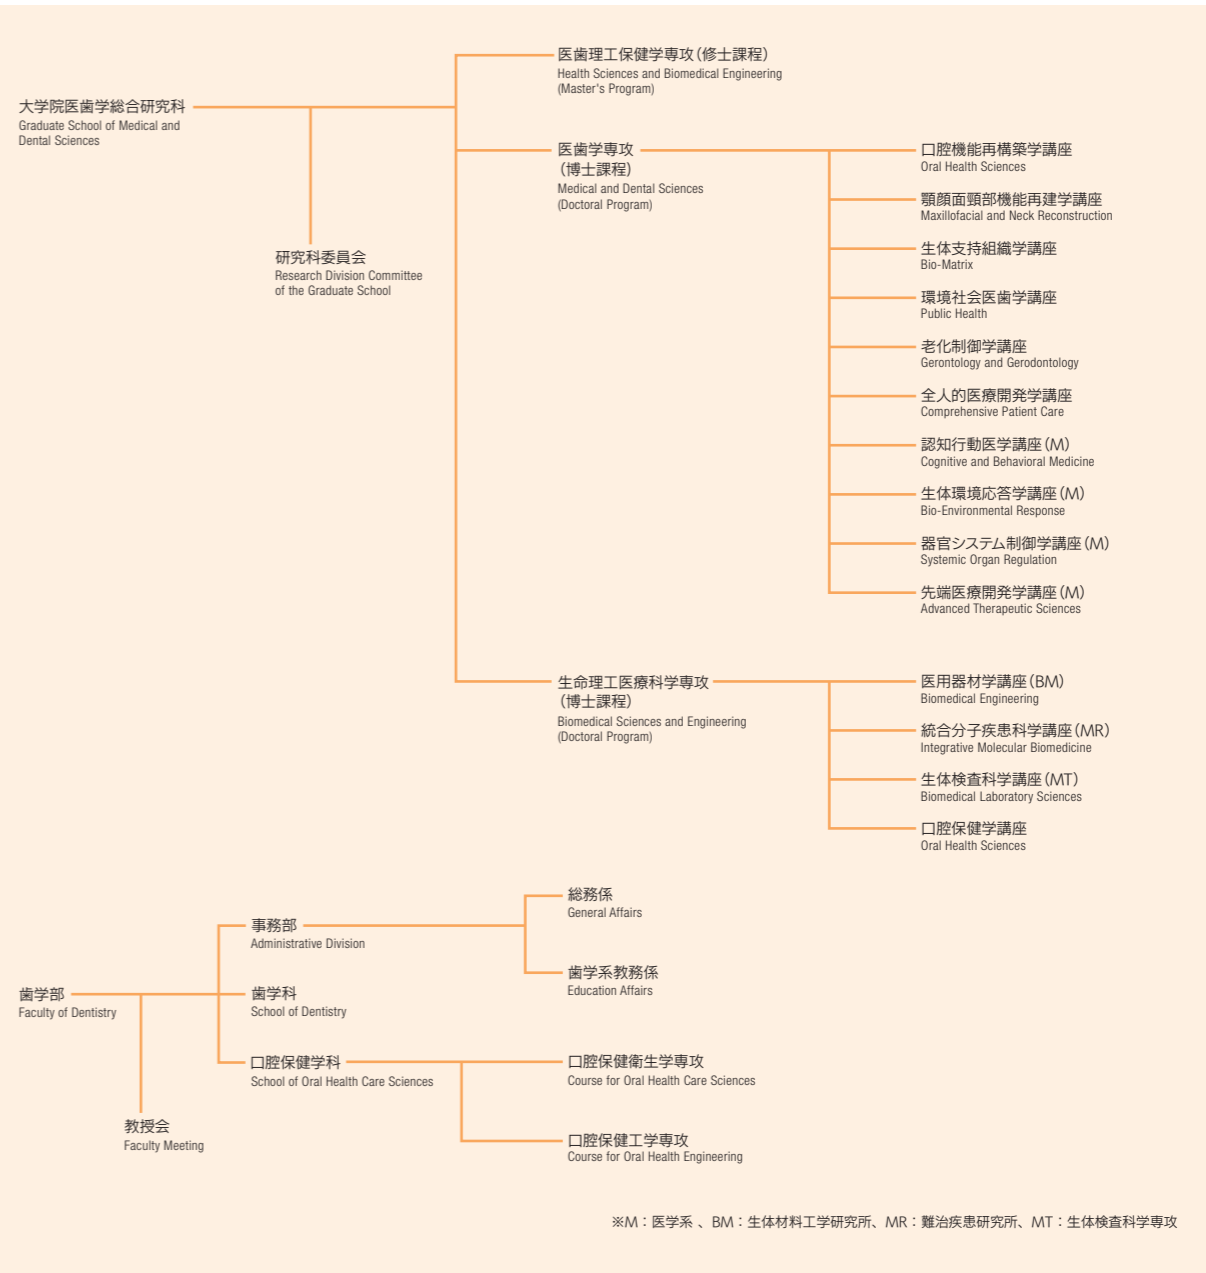 大学院医歯学総合研究科
Graduate School of Medical and
Dental Sciences
研究科委員会
Research Division Committee
of the Graduate School
医歯理工保健学専攻(修士課程)
Health Sciences and Biomedical Engineering
(Master's Program)
医歯学専攻
(博士課程)
Medical and Dental Sciences
(Doctoral Program)
口腔機能再構築学講座
Oral Health Sciences
顎顔面頸部機能再建学講座
Maxillofacial and Neck Reconstruction
生体支持組織学講座
Bio-Matrix
環境社会医歯学講座
Public Health
老化制御学講座
Gerontology and Gerodontology
全人的医療開発学講座
Comprehensive Patient Care
認知行動医学講座(M)
Cognitive and Behavioral Medicine
生体環境応答学講座(M)
Bio-Environmental Response
器官システム制御学講座(M)
Systemic Organ Regulation
先端医療開発学講座(M)
Advanced Therapeutic Sciences
生命理工医療科学専攻
(博士課程)
Biomedical Sciences and Engineering
(Doctoral Program)
医用器材学講座(BM)
Biomedical Engineering
統合分子疾患科学講座(MR)
Integrative Molecular Biomedicine
生体検査科学講座(MT)
Biomedical Laboratory Sciences
口腔保健学講座
Oral Health Sciences
歯学部
Faculty of Dentistry
教授会
Faculty Meeting
事務部
Administrative Division
総務係
General Affairs
歯学系教務係
Education Affairs
歯学科
School of Dentistry
口腔保健学科
School of Oral Health Care Sciences
口腔保健衛生学専攻
Course for Oral Health Care Sciences
口腔保健工学専攻
Course for Oral Health Engineering
※M:医学系 、BM:生体材料工学研究所、MR:難治疾患研究所、MT:生体検査科学専攻